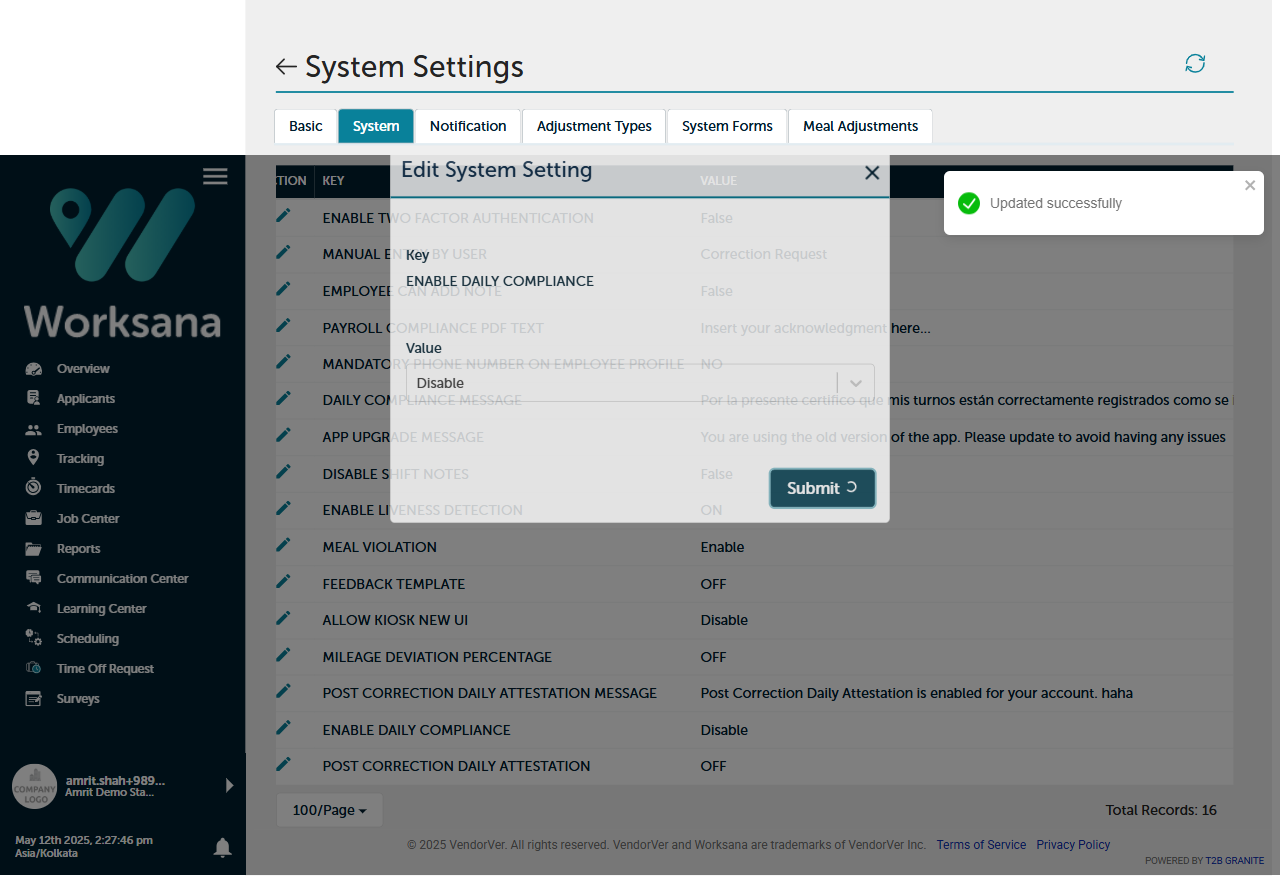 ← System Settings
Basic
System
Notification
Adjustment Types
System Forms
Meal Adjustments
Worksana
Overview
Applicants
Employees
Tracking
Timecards
Job Center
Reports
Communication Center
Learning Center
Scheduling
Time Off Request
Surveys
COMPANY LOGO
amrit.shah+989...
Amrit Demo Sta...
May 12th 2025, 2:27:46 pm
Asia/Kolkata
Edit System Setting
Key
ENABLE DAILY COMPLIANCE
Value
Disable
Submit
Updated successfully
TION KEY VALUE
ENABLE TWO FACTOR AUTHENTICATION False
MANUAL ENTRY BY USER Correction Request
EMPLOYEE CAN ADD NOTE False
PAYROLL COMPLIANCE PDF TEXT Insert your acknowledgment here...
MANDATORY PHONE NUMBER ON EMPLOYEE PROFILE NO
DAILY COMPLIANCE MESSAGE Por la presente certifico que mis turnos están correctamente registrados como se
APP UPGRADE MESSAGE You are using the old version of the app. Please update to avoid having any issues
DISABLE SHIFT NOTES False
ENABLE LIVENESS DETECTION ON
MEAL VIOLATION Enable
FEEDBACK TEMPLATE OFF
ALLOW KIOSK NEW UI Disable
MILEAGE DEVIATION PERCENTAGE OFF
POST CORRECTION DAILY ATTESTATION MESSAGE Post Correction Daily Attestation is enabled for your account. haha
ENABLE DAILY COMPLIANCE Disable
POST CORRECTION DAILY ATTESTATION OFF
100/Page
Total Records: 16
© 2025 VendorVer. All rights reserved. VendorVer and Worksana are trademarks of VendorVer Inc. Terms of Service Privacy Policy
POWERED BY T2B GRANITE